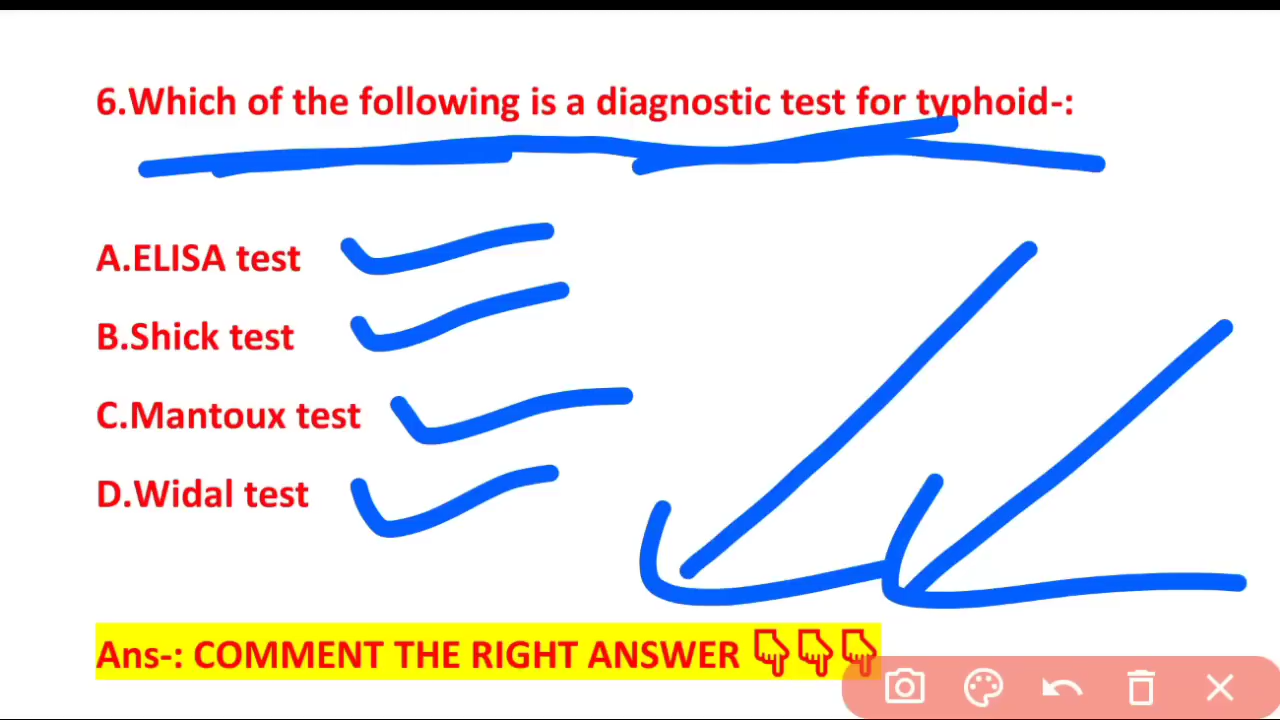 6.Which of the following is a diagnostic test for typhoid-:
A.ELISA test
B.Shick test
C.Mantoux test
D.Widal test
Ans-: COMMENT THE RIGHT ANSWER 👇👇👇